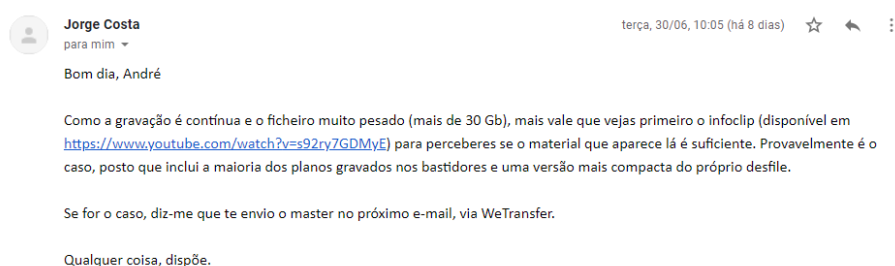 Jorge Costa
terça, 30/06, 10:05 (há 8 dias)
para mim
Bom dia, André
Como a gravação é contínua e o ficheiro muito pesado (mais de 30 Gb), mais vale que vejas primeiro o infoclip (disponível em
https://www.youtube.com/watch?v=s92ry7GDMyE) para perceberes se o material que aparece lá é suficiente. Provavelmente é o
caso, posto que inclui a maioria dos planos gravados nos bastidores e uma versão mais compacta do próprio desfile.
Se for o caso, diz-me que te envio o master no próximo e-mail, via WeTransfer.
Qualquer coisa, dispõe.